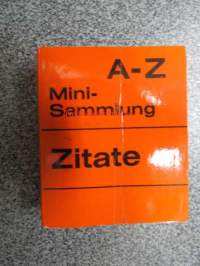 A-Z
Mini-
Sammlung
Zitate